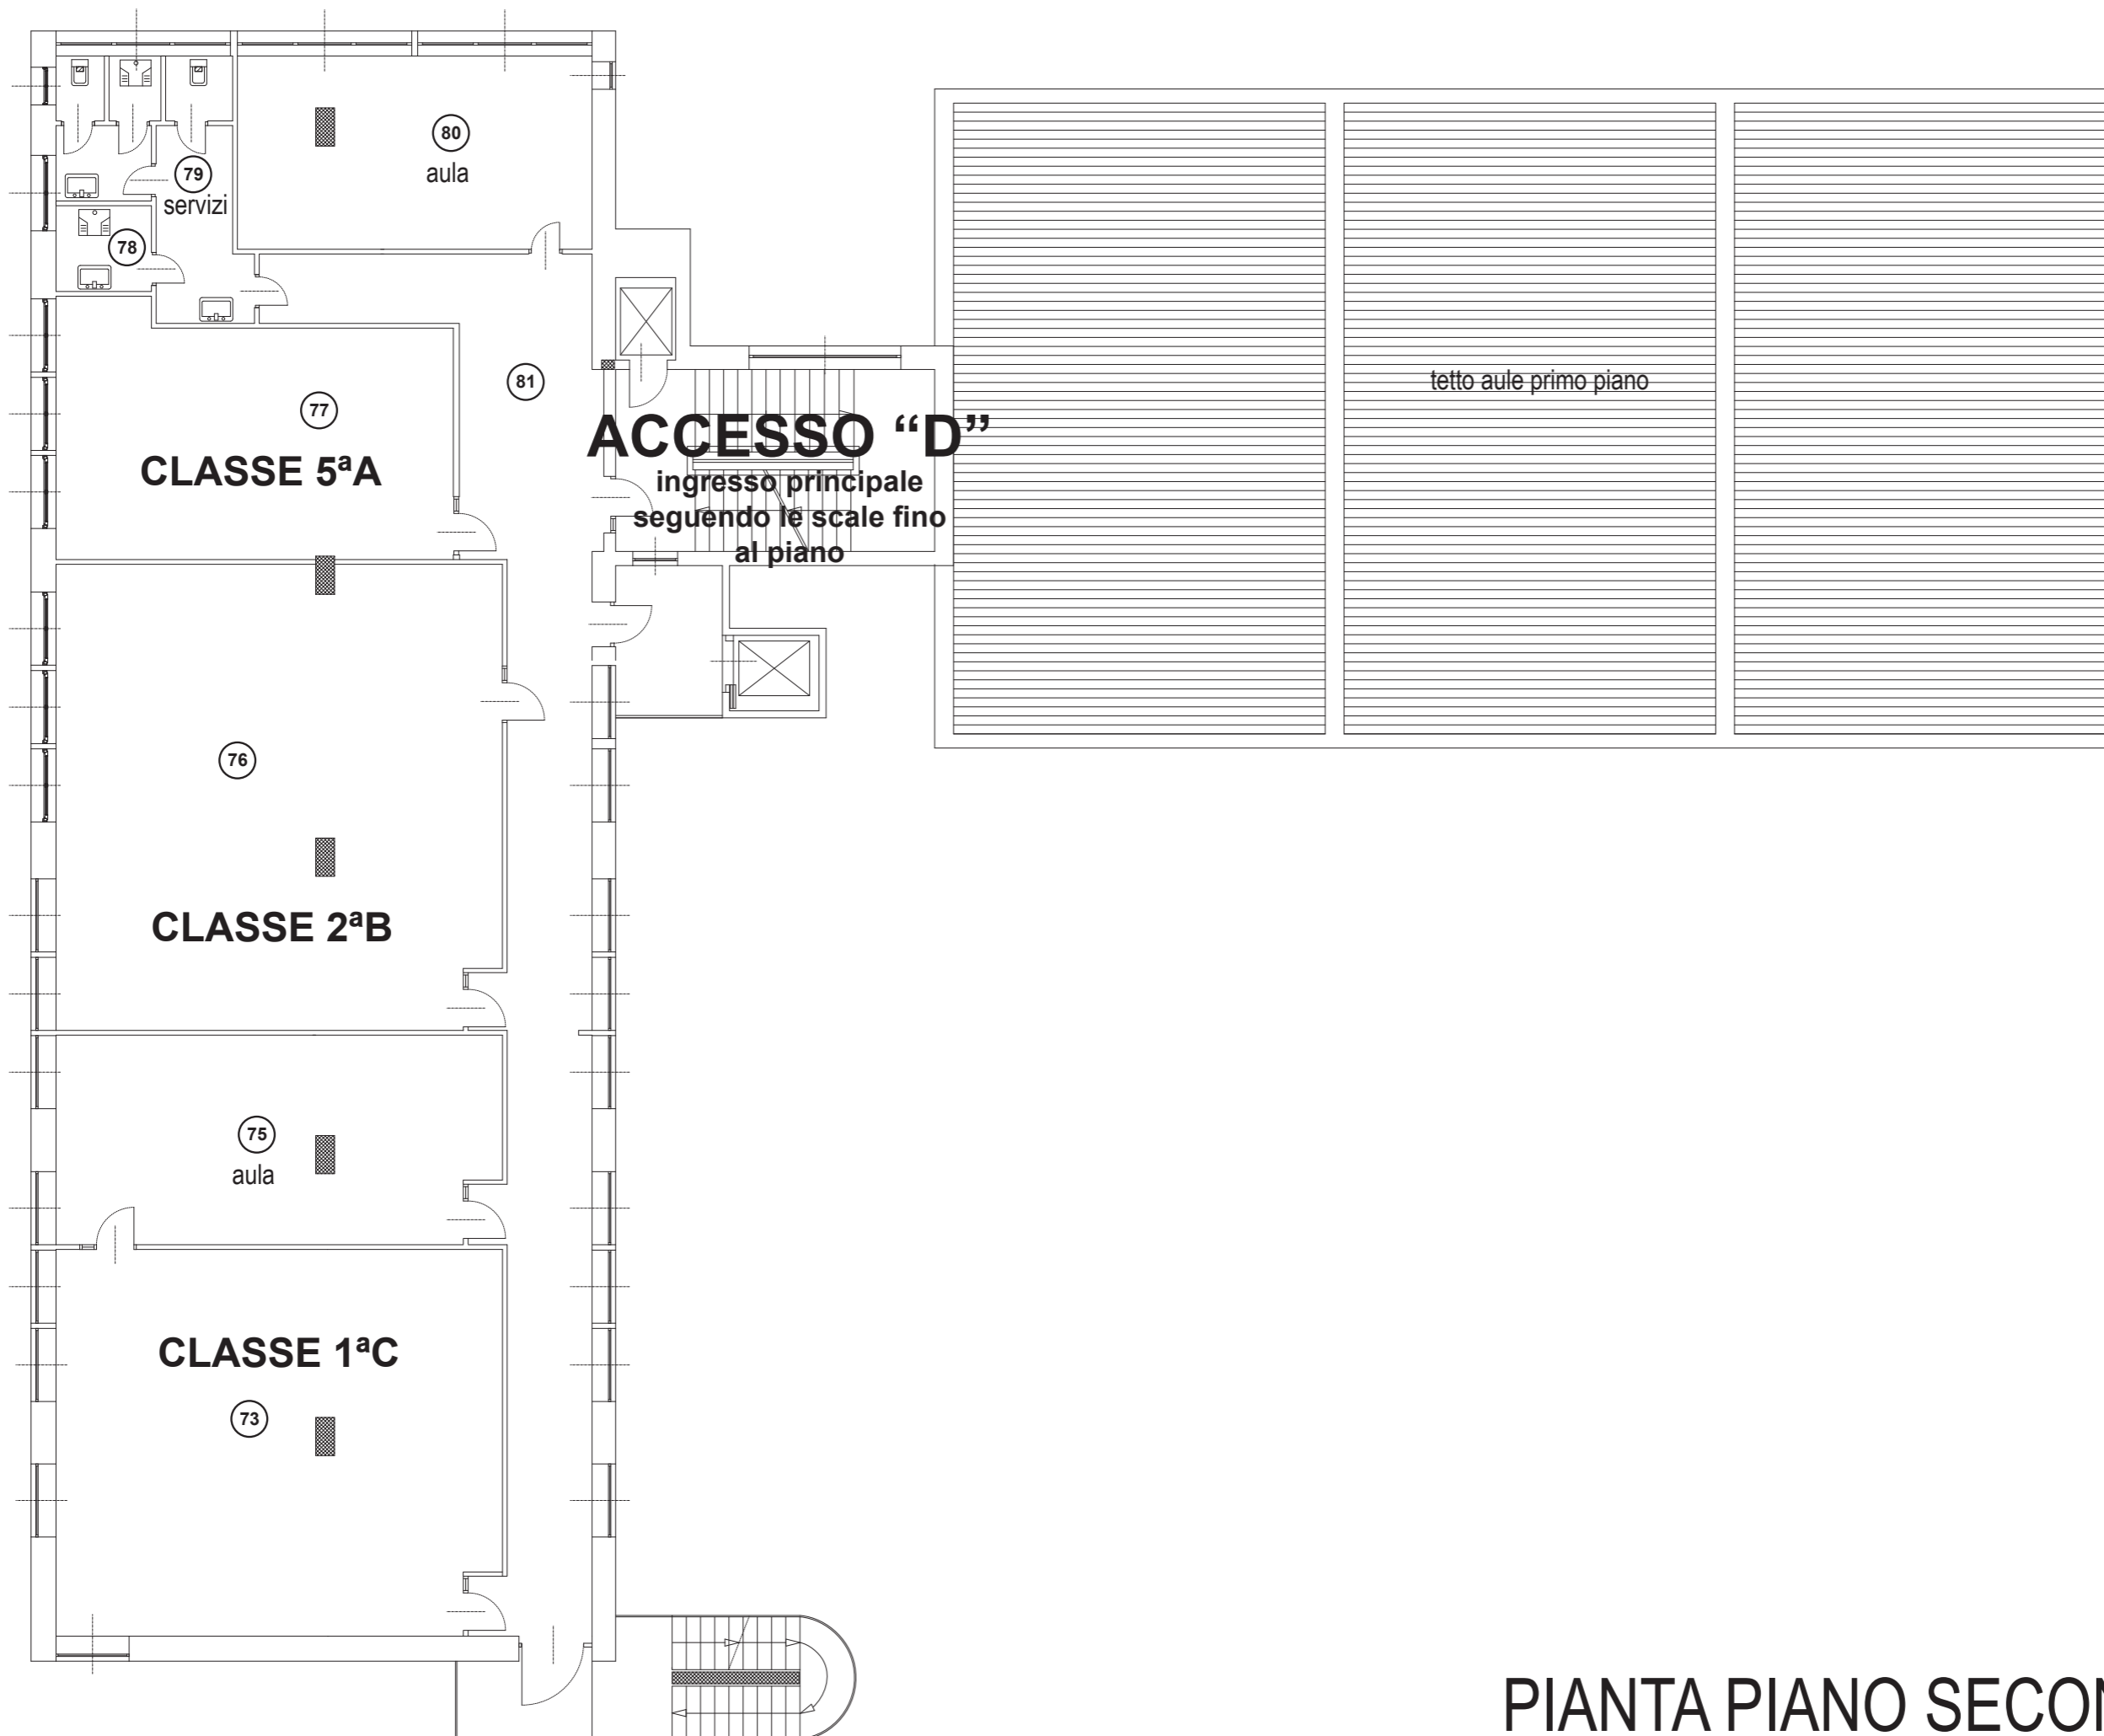 80
aula
79
servizi
78
81
77
tetto aule primo piano
ACCESSO “D”
ingresso principale
seguendo le scale fino
al piano
CLASSE 5ªA
76
CLASSE 2ªB
75
aula
CLASSE 1ªC
73
PIANTA PIANO SECON